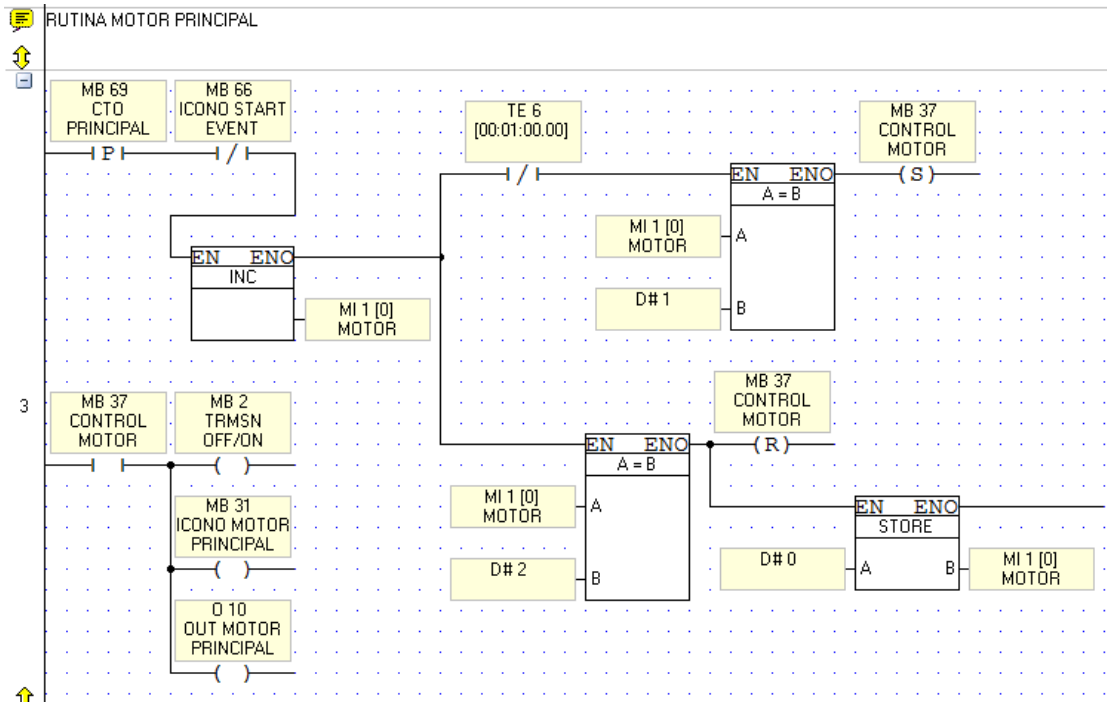 RUTINA MOTOR PRINCIPAL
MB 69
CTO
PRINCIPAL
MB 66
ICONO START
EVENT
P
/
TE 6
[00:01:00.00]
/
EN ENO
A = B
MI 1 [0]
MOTOR
A
D# 1
B
MB 37
CONTROL
MOTOR
(S)
EN ENO
INC
MI 1 [0]
MOTOR
3
MB 37
CONTROL
MOTOR
MB 2
TRMSN
OFF/ON
( )
MB 31
ICONO MOTOR
PRINCIPAL
( )
O 10
OUT MOTOR
PRINCIPAL
( )
EN ENO
A = B
MI 1 [0]
MOTOR
A
D# 2
B
MB 37
CONTROL
MOTOR
(R)
EN ENO
STORE
D# 0
A
B
MI 1 [0]
MOTOR